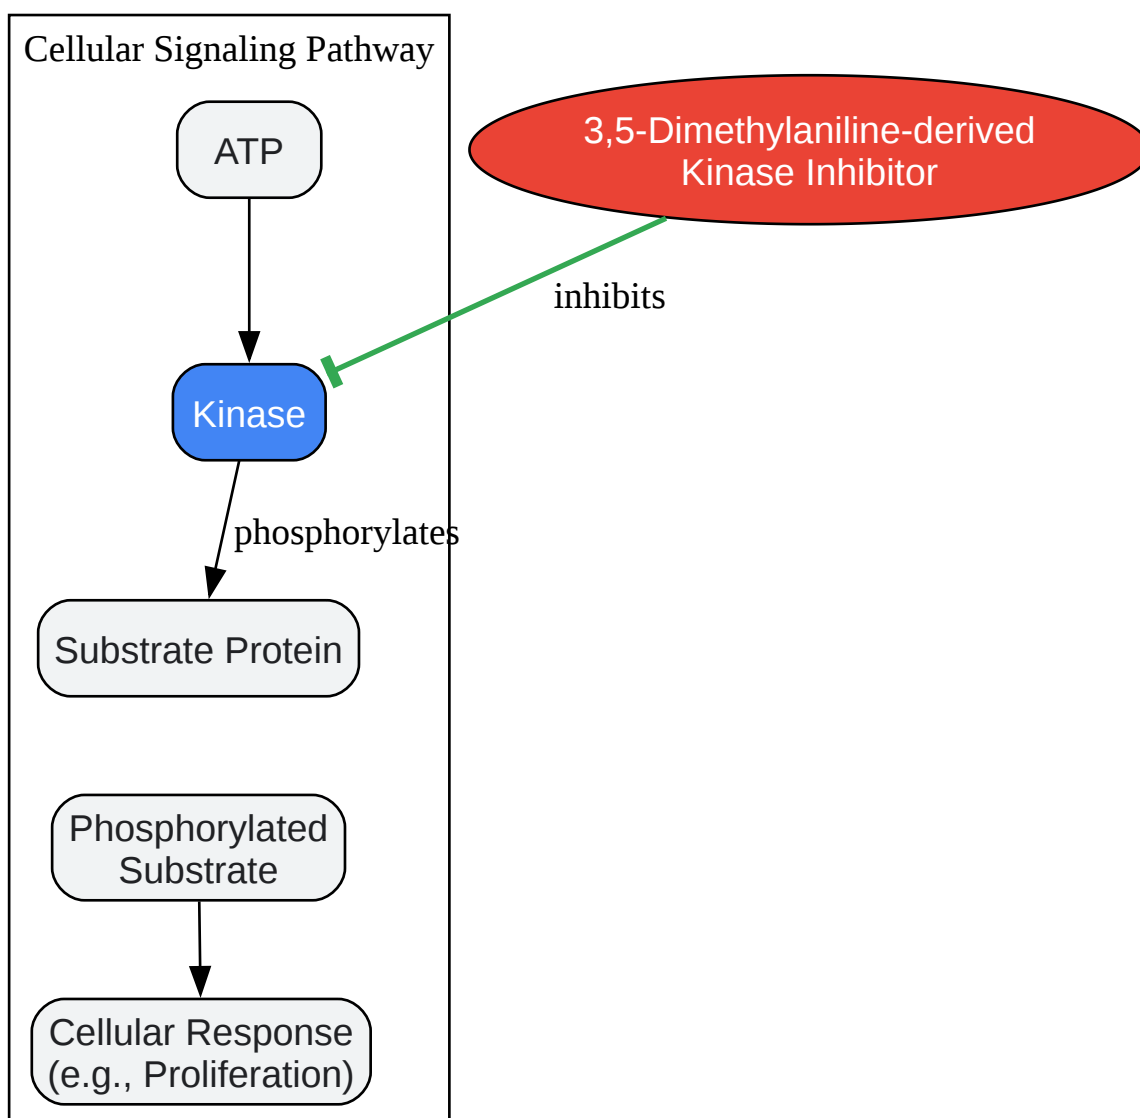 Cellular Signaling Pathway
ATP
3,5-Dimethylaniline-derived
Kinase Inhibitor
inhibits
Kinase
phosphorylates
Substrate Protein
Phosphorylated
Substrate
Cellular Response
(e.g., Proliferation)